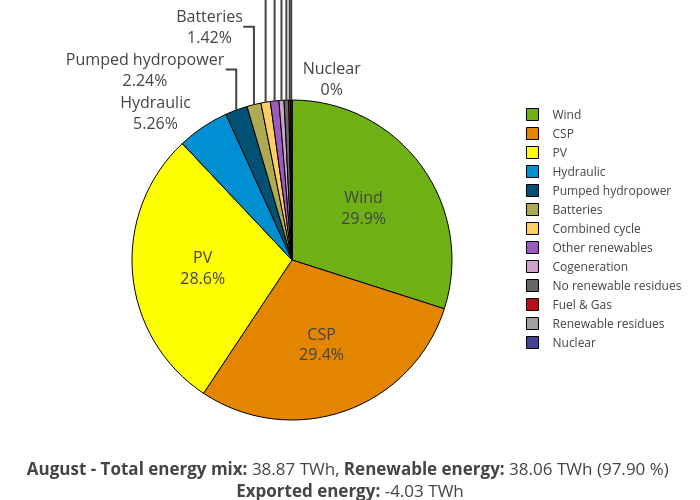 Batteries
1.42%
Pumped hydropower
2.24%
Hydraulic
5.26%
Nuclear
0%
Wind
29.9%
PV
28.6%
CSP
29.4%
Wind
CSP
PV
Hydraulic
Pumped hydropower
Batteries
Combined cycle
Other renewables
Cogeneration
No renewable residues
Fuel & Gas
Renewable residues
Nuclear
August - Total energy mix: 38.87 TWh, Renewable energy: 38.06 TWh (97.90 %)
Exported energy: -4.03 TWh